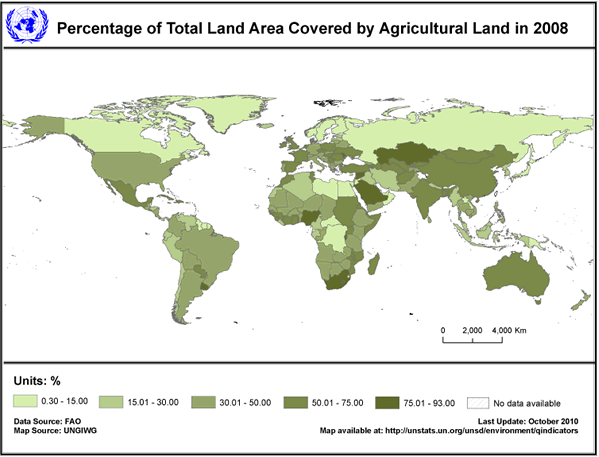 Percentage of Total Land Area Covered by Agricultural Land in 2008
0 2,000 4,000 Km
Units: %
0.30 - 15.00 15.01 - 30.00 30.01 - 50.00 50.01 - 75.00 75.01 - 93.00 No data available
Data Source: FAO Last Update: October 2010
Map Source: UNGIWG Map available at: http://unstats.un.org/unsd/environment/qindicators